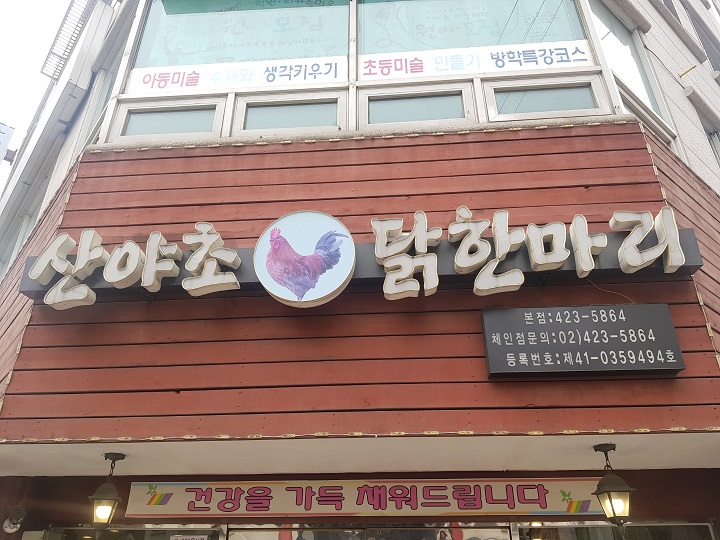 아동미술 수채화 생각키우기
초등미술 만들기 방학특강코스
산야초 닭한마리
본점:423-5864
체인점문의:02)423-5864
등록번호:제41-0359494호
건강을 가득 채워드립니다